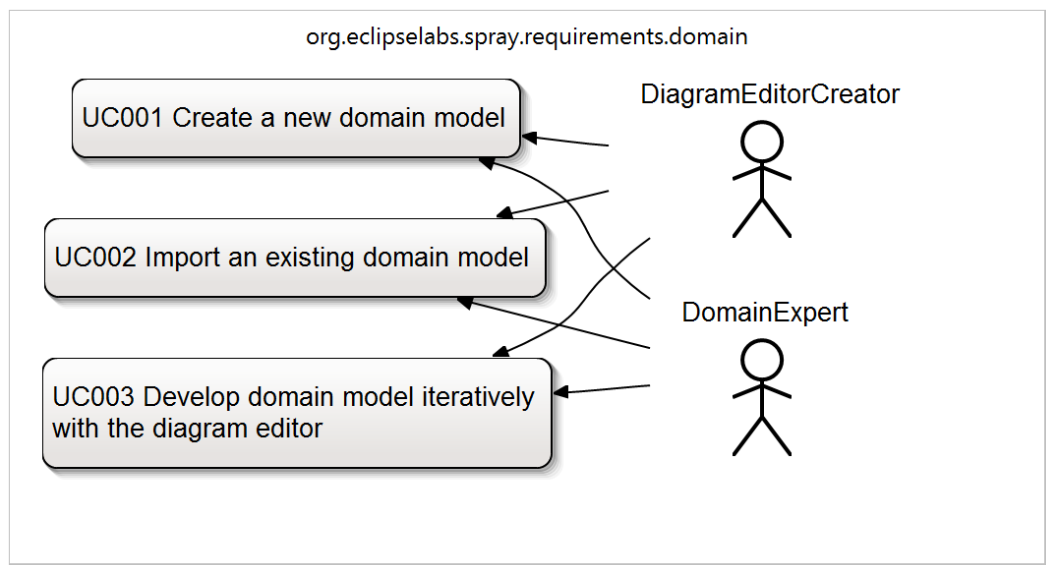 org.eclipselabs.spray.requirements.domain
UC001 Create a new domain model
DiagramEditorCreator
UC002 Import an existing domain model
DomainExpert
UC003 Develop domain model iteratively
with the diagram editor